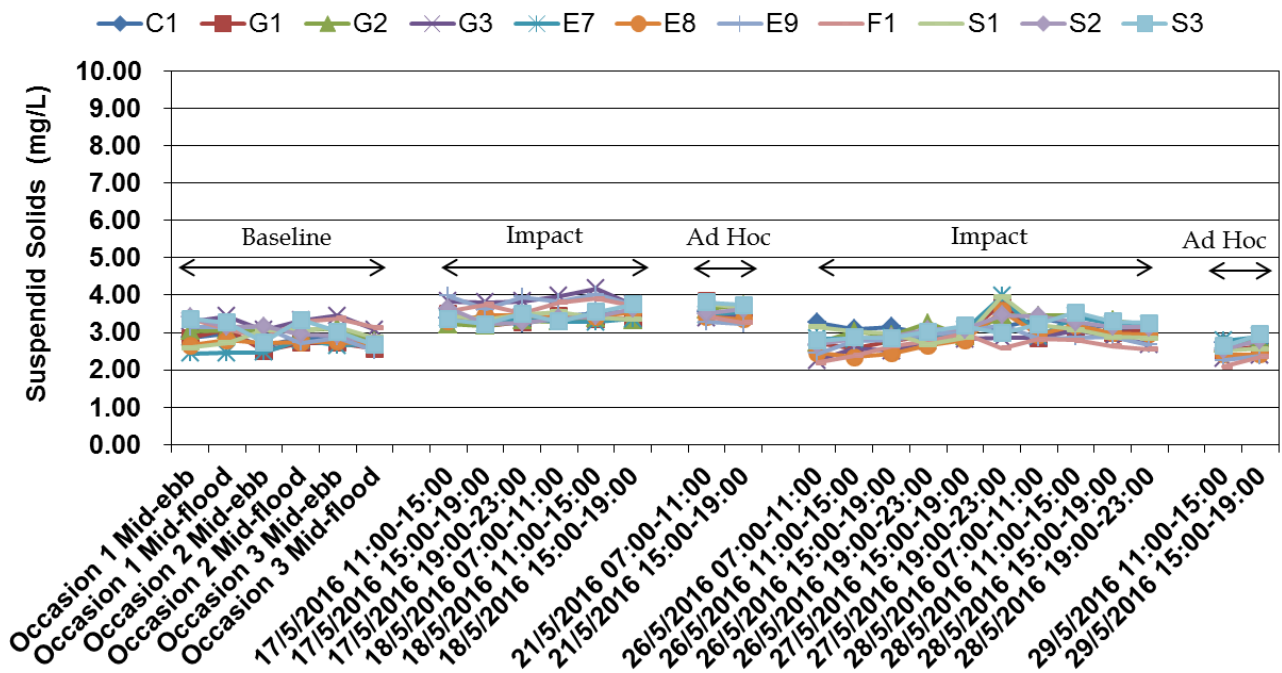 C1 G1 G2 G3 E7 E8 E9 F1 S1 S2 S3
Suspendid Solids (mg/L)
10.00
9.00
8.00
7.00
6.00
5.00
4.00
3.00
2.00
1.00
0.00
Baseline
Impact
Ad Hoc
Impact
Ad Hoc
Occasion 1 Mid-ebb
Occasion 1 Mid-flood
Occasion 2 Mid-ebb
Occasion 2 Mid-flood
Occasion 3 Mid-ebb
Occasion 3 Mid-flood
17/5/2016 11:00-15:00
17/5/2016 15:00-19:00
17/5/2016 19:00-23:00
18/5/2016 07:00-11:00
18/5/2016 11:00-15:00
18/5/2016 15:00-19:00
21/5/2016 07:00-11:00
21/5/2016 15:00-19:00
26/5/2016 07:00-11:00
26/5/2016 11:00-15:00
26/5/2016 15:00-19:00
26/5/2016 19:00-23:00
27/5/2016 15:00-19:00
27/5/2016 19:00-23:00
28/5/2016 07:00-11:00
28/5/2016 11:00-15:00
28/5/2016 15:00-19:00
28/5/2016 19:00-23:00
29/5/2016 11:00-15:00
29/5/2016 15:00-19:00